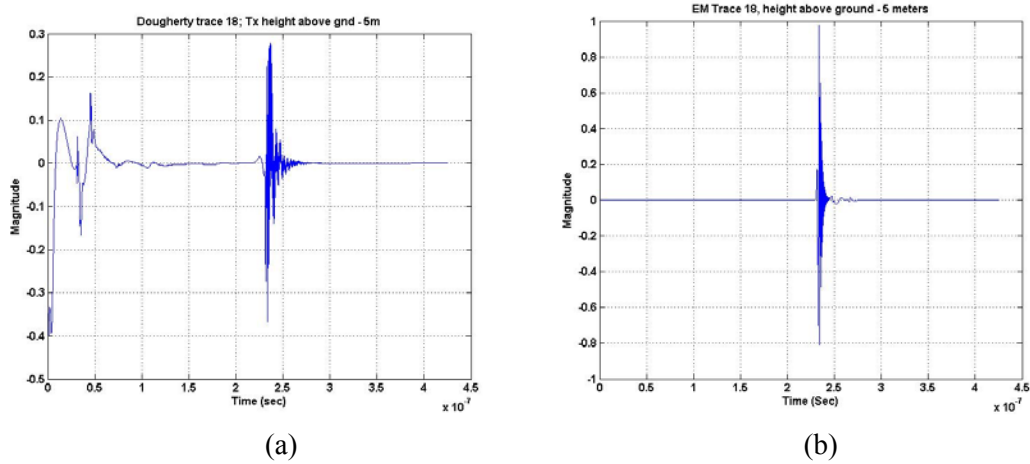 Dougherty trace 18; Tx height above gnd - 5m
0.3
0.2
0.1
0
-0.1
-0.2
-0.3
-0.4
-0.5
Magnitude
0 0.5 1 1.5 2 2.5 3 3.5 4 4.5
Time (sec)
x 10⁻⁷
(a)
EM Trace 18, height above ground - 5 meters
1
0.8
0.6
0.4
0.2
0
-0.2
-0.4
-0.6
-0.8
-1
Magnitude
0 0.5 1 1.5 2 2.5 3 3.5 4 4.5
Time (Sec)
x 10⁻⁷
(b)